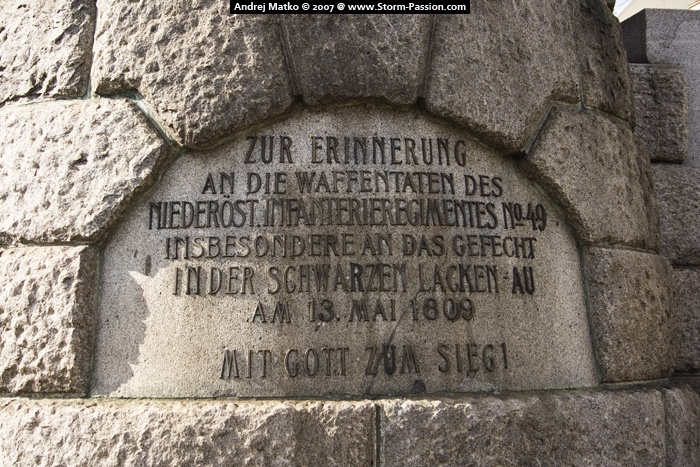 Andrej Matko © 2007 @ www.Storm-Passion.com
ZUR ERINNERUNG
AN DIE WAFFENTATEN DES
NIEDERÖST. INFANTERIEREGIMENTES No. 49
INSBESONDERE AN DAS GEFECHT
IN DER SCHWARZEN LACKEN-AU
AM 13. MAI 1809
MIT GOTT ZUM SIEG!